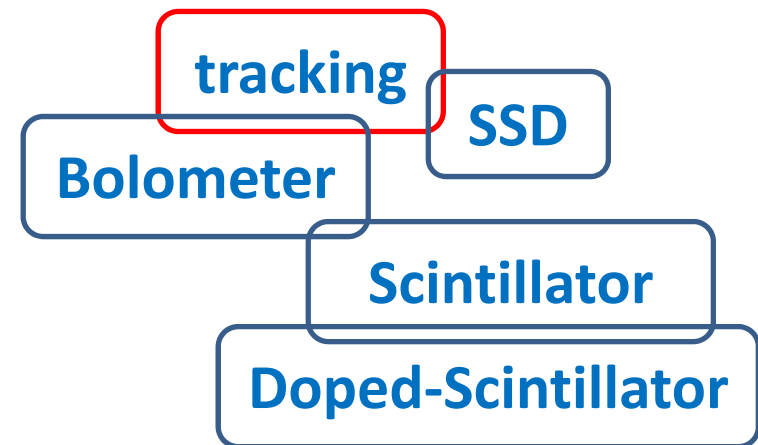 tracking
SSD
Bolometer
Scintillator
Doped-Scintillator